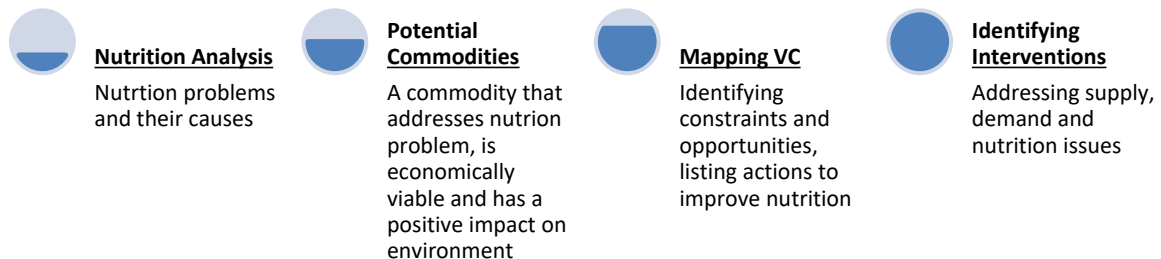 Nutrition Analysis
Nutrtion problems
and their causes
Potential
Commodities
A commodity that
addresses nutrion
problem, is
economically
viable and has a
positive impact on
environment
Mapping VC
Identifying
constraints and
opportunities,
listing actions to
improve nutrition
Identifying
Interventions
Addressing supply,
demand and
nutrition issues